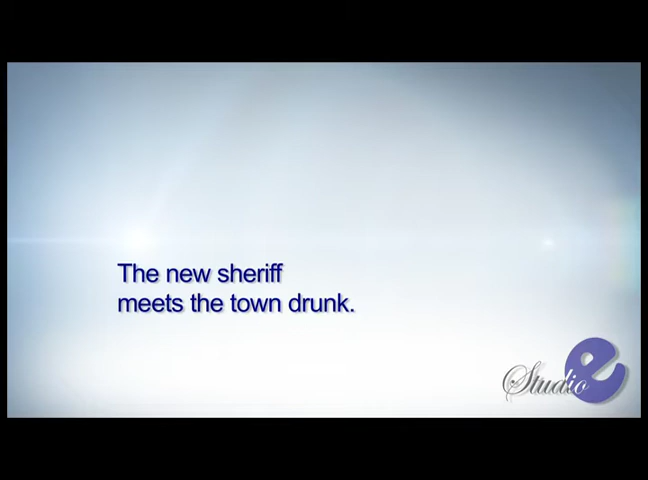 The new sheriff
meets the town drunk.
Studio e